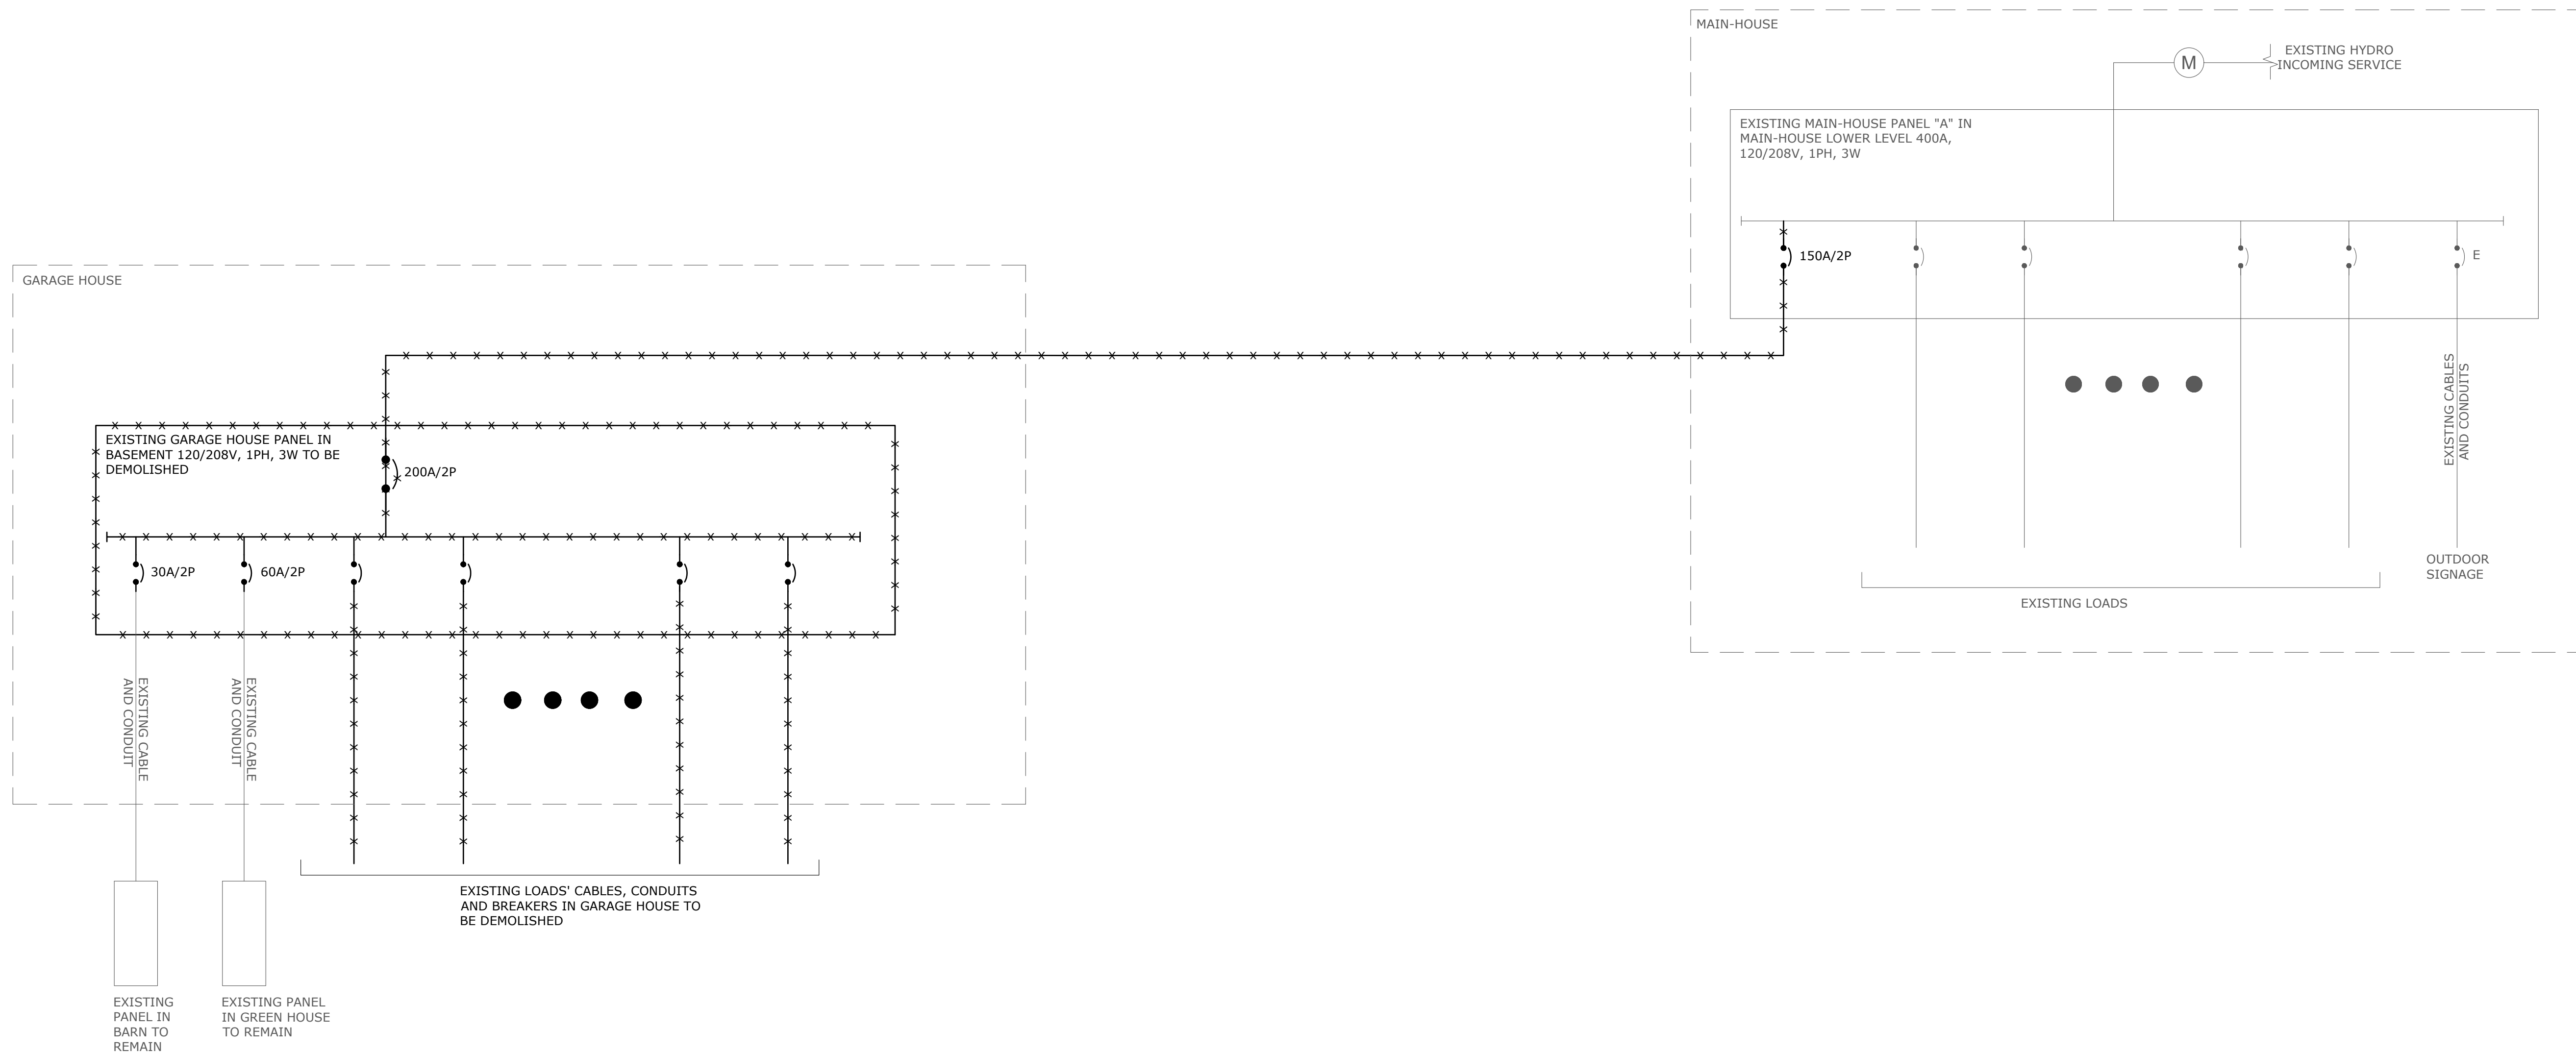 MAIN-HOUSE
M
EXISTING HYDRO
INCOMING SERVICE
EXISTING MAIN-HOUSE PANEL "A" IN
MAIN-HOUSE LOWER LEVEL 400A,
120/208V, 1PH, 3W
150A/2P
E
EXISTING CABLES
AND CONDUITS
OUTDOOR
SIGNAGE
EXISTING LOADS
GARAGE HOUSE
EXISTING GARAGE HOUSE PANEL IN
BASEMENT 120/208V, 1PH, 3W TO BE
DEMOLISHED
200A/2P
30A/2P
60A/2P
EXISTING CABLE
AND CONDUIT
EXISTING CABLE
AND CONDUIT
EXISTING LOADS' CABLES, CONDUITS
AND BREAKERS IN GARAGE HOUSE TO
BE DEMOLISHED
EXISTING
PANEL IN
BARN TO
REMAIN
EXISTING PANEL
IN GREEN HOUSE
TO REMAIN